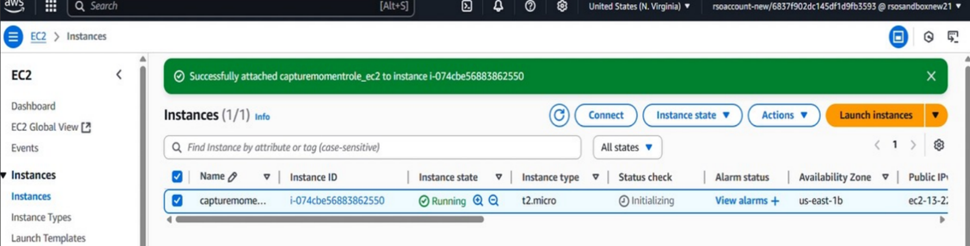 aws
Search
[Alt+S]
United States (N. Virginia) ▼
rsoaccount-new/6837f902dc145df1d9fb3593 @ rsosandboxnew21 ▼
EC2 > Instances
EC2
Dashboard
EC2 Global View
Events
Instances
Instances
Instance Types
Launch Templates
Successfully attached capturemomentrole_ec2 to instance i-074cbe56883862550
Instances (1/1) Info
Connect
Instance state ▼
Actions ▼
Launch instances
Find Instance by attribute or tag (case-sensitive)
All states ▼
< 1 >
Name Instance ID Instance state Instance type Status check Alarm status Availability Zone Public IPv
capturemome... i-074cbe56883862550 Running t2.micro Initializing View alarms + us-east-1b ec2-13-22